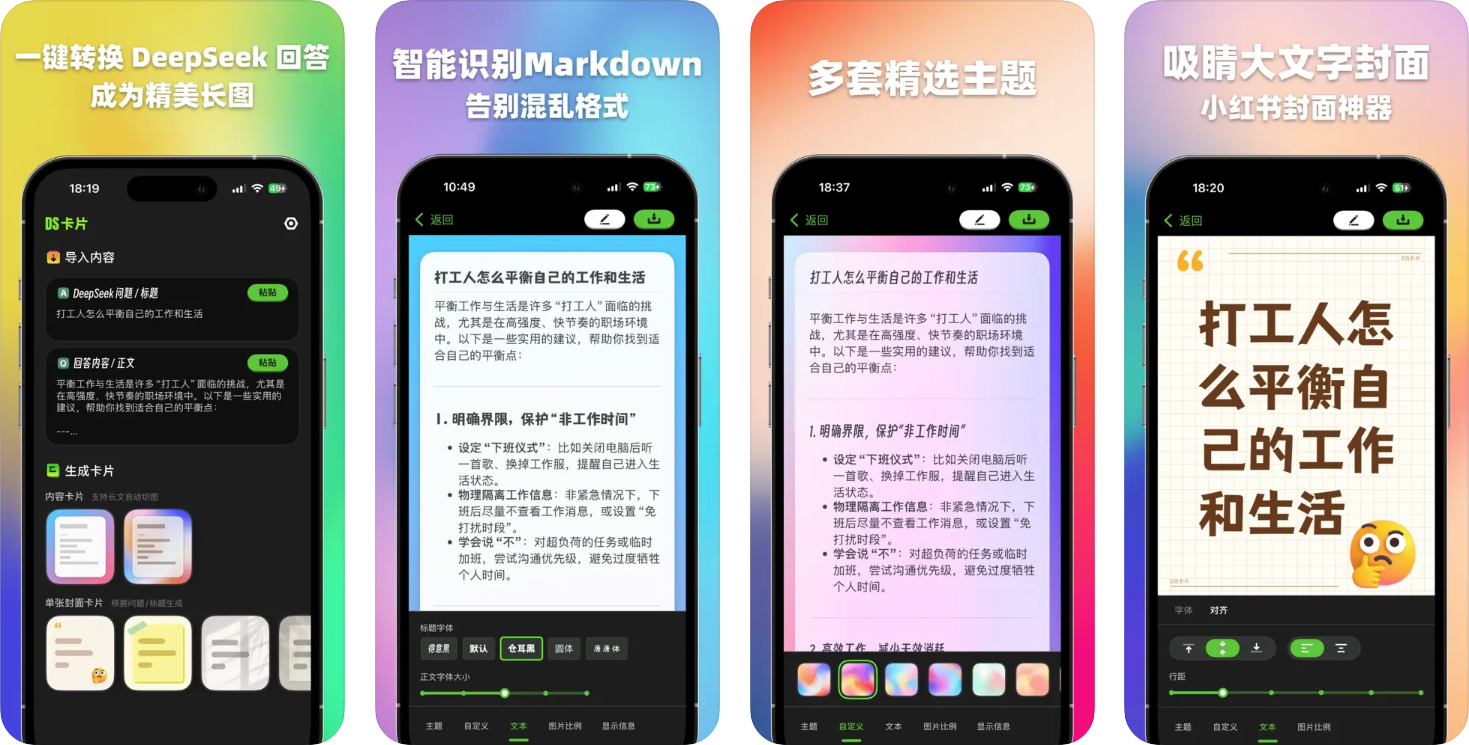 一键转换 DeepSeek 回答
成为精美长图
18:19
49
DS卡片
导入内容
A DeepSeek 问题 / 标题
粘贴
打工人怎么平衡自己的工作和生活
O 回答内容 / 正文
粘贴
平衡工作与生活是许多“打工人”面临的挑战，尤其是
在高强度、快节奏的职场环境中。以下是一些实用的
建议，帮助你找到适合自己的平衡点：
---...
生成卡片
内容卡片 支持长文自动切图
单张封面卡片 根据问题/标题生成
智能识别Markdown
告别混乱格式
10:49
73
返回
打工人怎么平衡自己的工作和生活
平衡工作与生活是许多“打工人”面临的挑
战，尤其是在高强度、快节奏的职场环境
中。以下是一些实用的建议，帮助你找到适
合自己的平衡点：
1. 明确界限，保护“非工作时间”
• 设定“下班仪式”：比如关闭电脑后听
一首歌、换掉工作服，提醒自己进入生
活状态。
• 物理隔离工作信息：非紧急情况下，下
班后尽量不查看工作消息，或设置“免
打扰时段”。
• 学会说“不”：对超负荷的任务或临时
加班，尝试沟通优先级，避免过度牺牲
个人时间。
标题字体
得意黑 默认 仓耳黑 圆体 康康体
正文字体大小
主题 自定义 文本 图片比例 显示信息
多套精选主题
18:37
73
返回
打工人怎么平衡自己的工作和生活
平衡工作与生活是许多“打工人”面临的挑
战，尤其是在高强度、快节奏的职场环境
中。以下是一些实用的建议，帮助你找到适
合自己的平衡点：
1. 明确界限，保护“非工作时间”
• 设定“下班仪式”：比如关闭电脑后听
一首歌、换掉工作服，提醒自己进入生
活状态。
• 物理隔离工作信息：非紧急情况下，下
班后尽量不查看工作消息，或设置“免
打扰时段”。
• 学会说“不”：对超负荷的任务或临时
加班，尝试沟通优先级，避免过度牺牲
个人时间。
2. 高效工作，减少无效消耗
主题 自定义 文本 图片比例 显示信息
吸睛大文字封面
小红书封面神器
18:20
51
返回
DS卡片
打工人怎
么平衡自
己的工作
和生活
DS卡片
字体 对齐
行距
主题 自定义 文本 图片比例